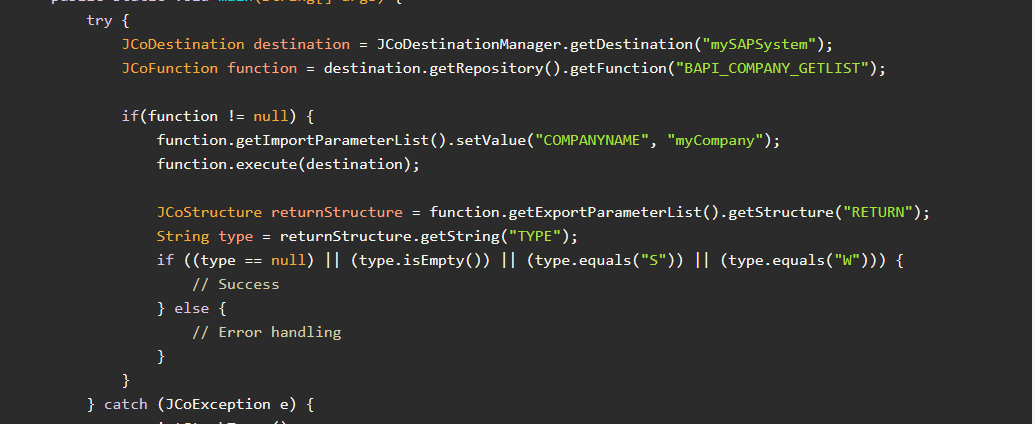 try {
JCoDestination destination = JCoDestinationManager.getDestination("mySAPSystem");
JCoFunction function = destination.getRepository().getFunction("BAPI_COMPANY_GETLIST");
if(function != null) {
function.getImportParameterList().setValue("COMPANYNAME", "myCompany");
function.execute(destination);
JCoStructure returnStructure = function.getExportParameterList().getStructure("RETURN");
String type = returnStructure.getString("TYPE");
if ((type == null) || (type.isEmpty()) || (type.equals("S")) || (type.equals("W"))) {
// Success
} else {
// Error handling
}
}
} catch (JCoException e) {